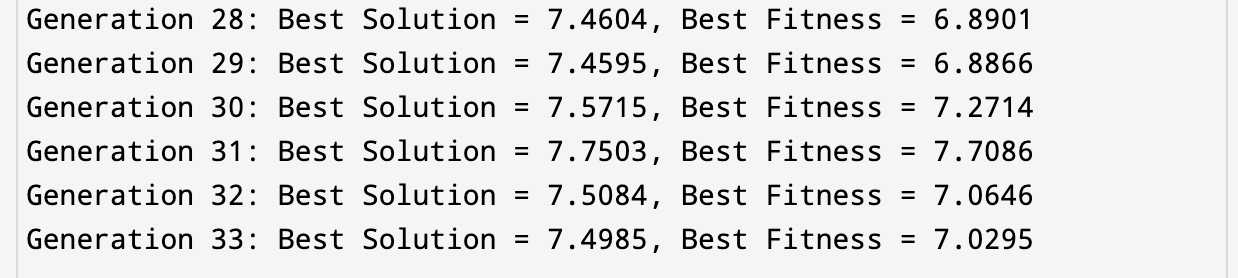 Generation 28: Best Solution = 7.4604, Best Fitness = 6.8901
Generation 29: Best Solution = 7.4595, Best Fitness = 6.8866
Generation 30: Best Solution = 7.5715, Best Fitness = 7.2714
Generation 31: Best Solution = 7.7503, Best Fitness = 7.7086
Generation 32: Best Solution = 7.5084, Best Fitness = 7.0646
Generation 33: Best Solution = 7.4985, Best Fitness = 7.0295